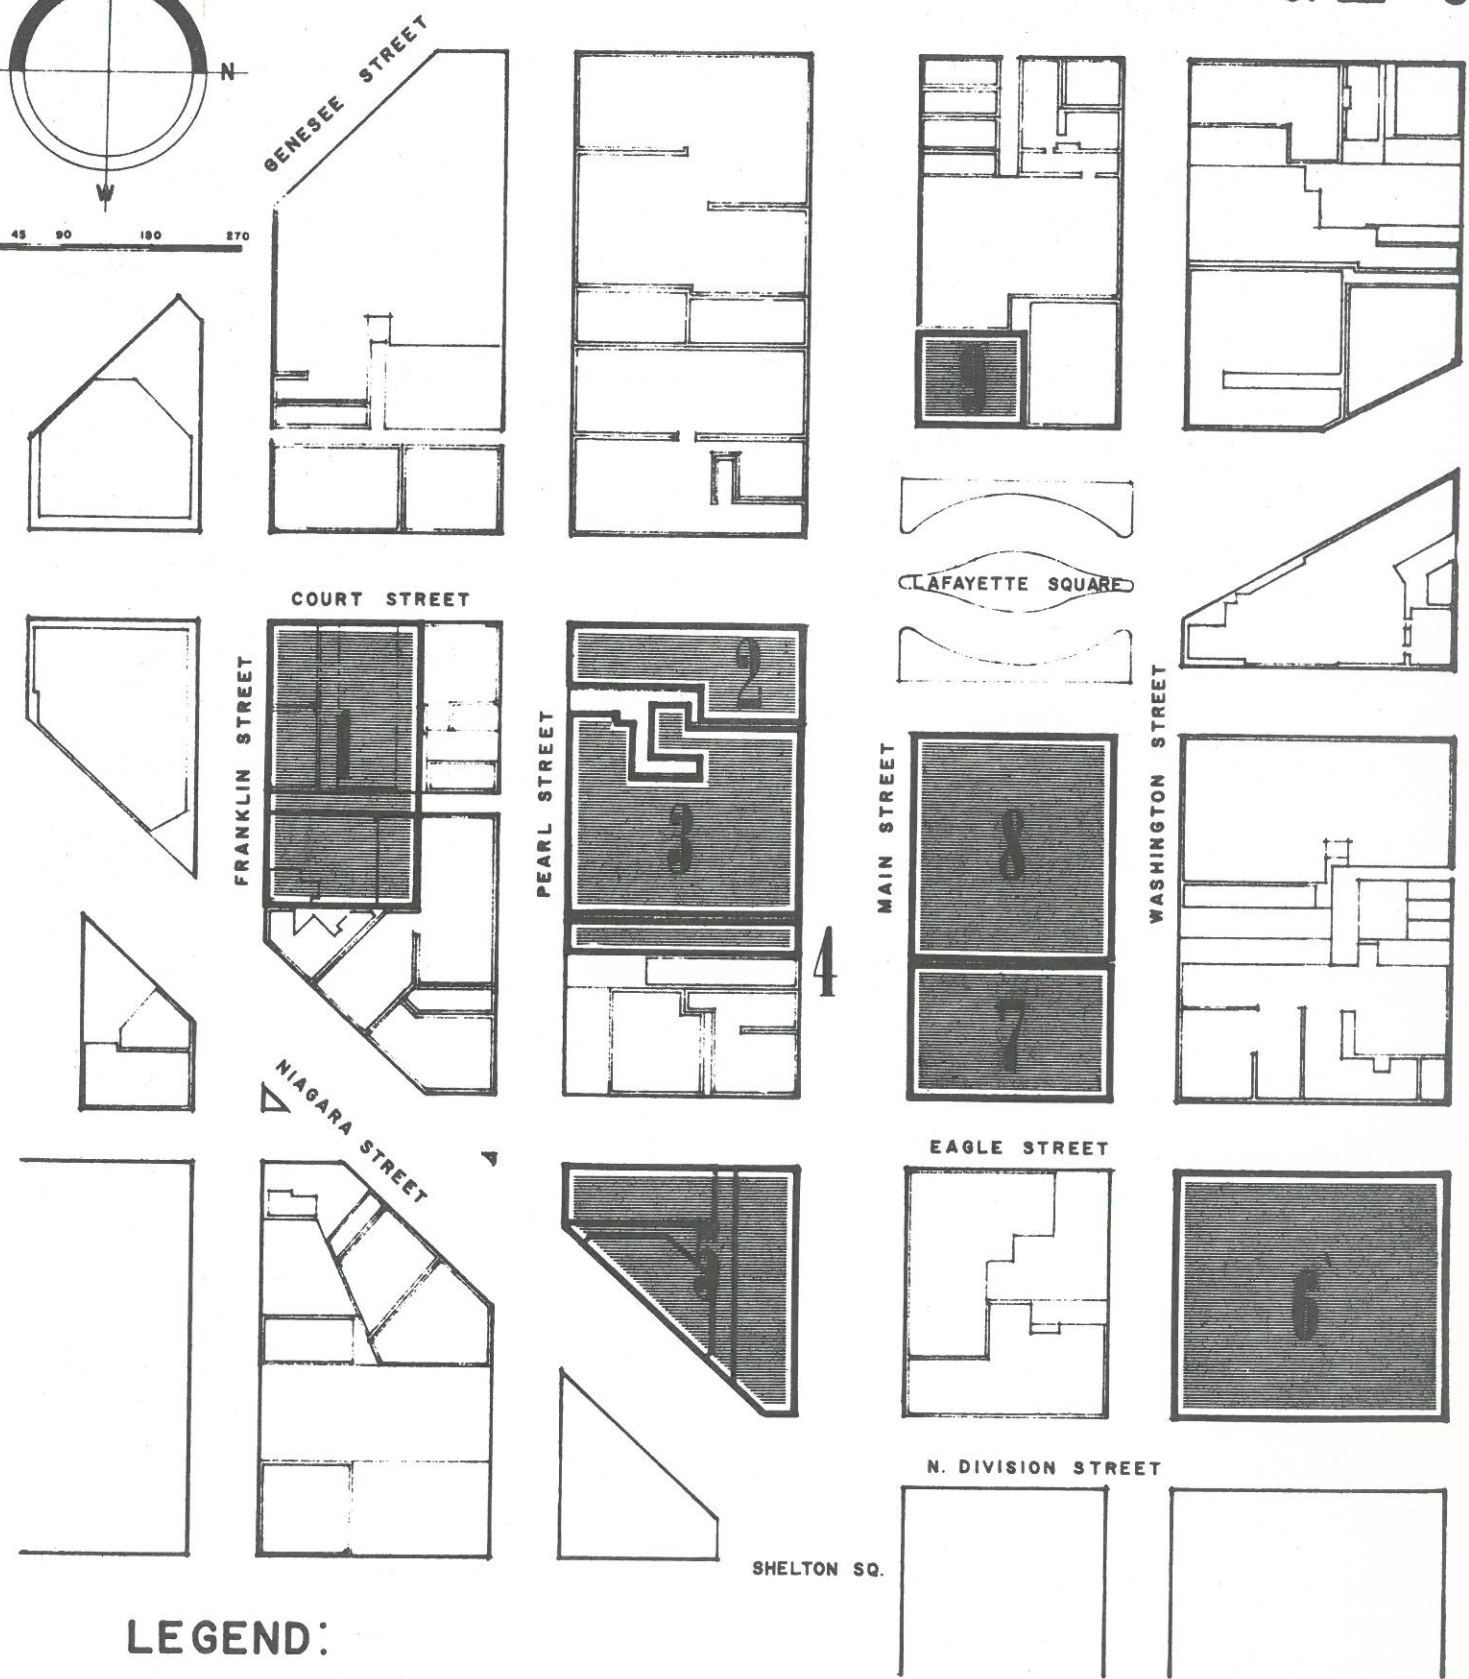 N
GENESEE STREET
W
45 90 180 270
9
LAFAYETTE SQUARE
COURT STREET
FRANKLIN STREET
1
PEARL STREET
2
3
4
MAIN STREET
8
7
WASHINGTON STREET
NIAGARA STREET
EAGLE STREET
5
6
N. DIVISION STREET
SHELTON SQ.
LEGEND: